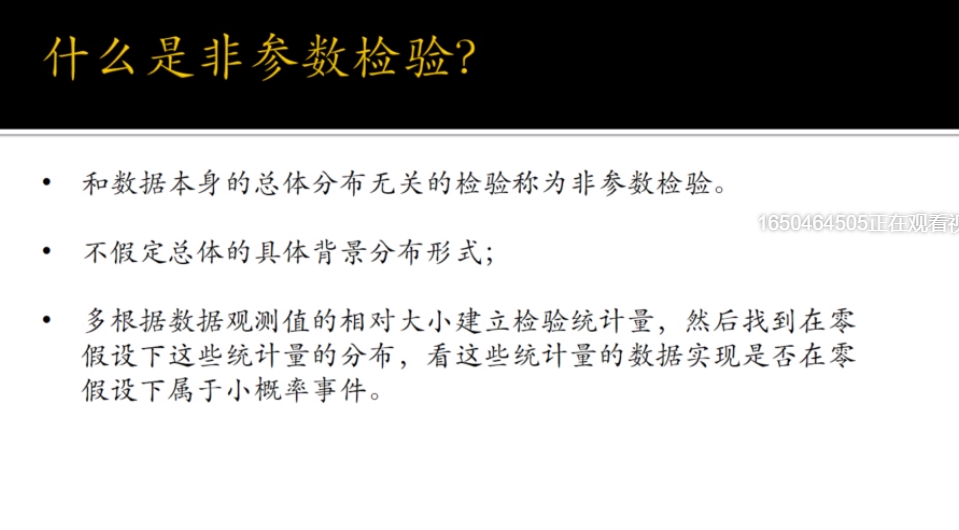 什么是非参数检验?
• 和数据本身的总体分布无关的检验称为非参数检验。
1650464505正在观看视
• 不假定总体的具体背景分布形式;
• 多根据数据观测值的相对大小建立检验统计量，然后找到在零
假设下这些统计量的分布，看这些统计量的数据实现是否在零
假设下属于小概率事件。